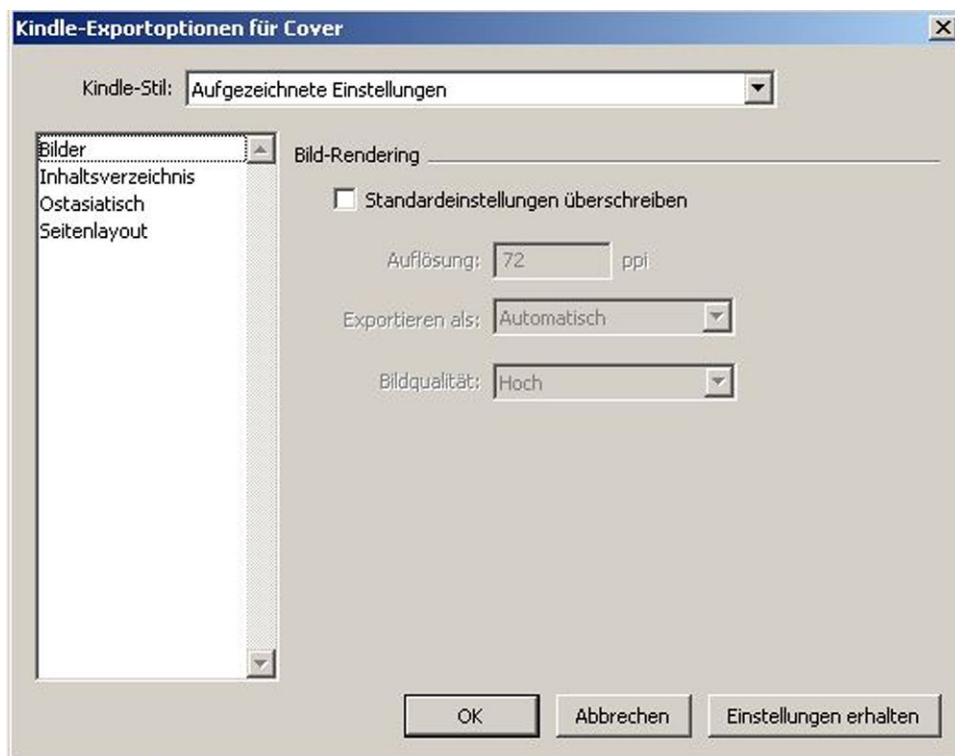 Kindle-Exportoptionen für Cover
Kindle-Stil: Aufgezeichnete Einstellungen
Bilder
Inhaltsverzeichnis
Ostasiatisch
Seitenlayout
Bild-Rendering
Standardeinstellungen überschreiben
Auflösung: 72 ppi
Exportieren als: Automatisch
Bildqualität: Hoch
OK Abbrechen Einstellungen erhalten